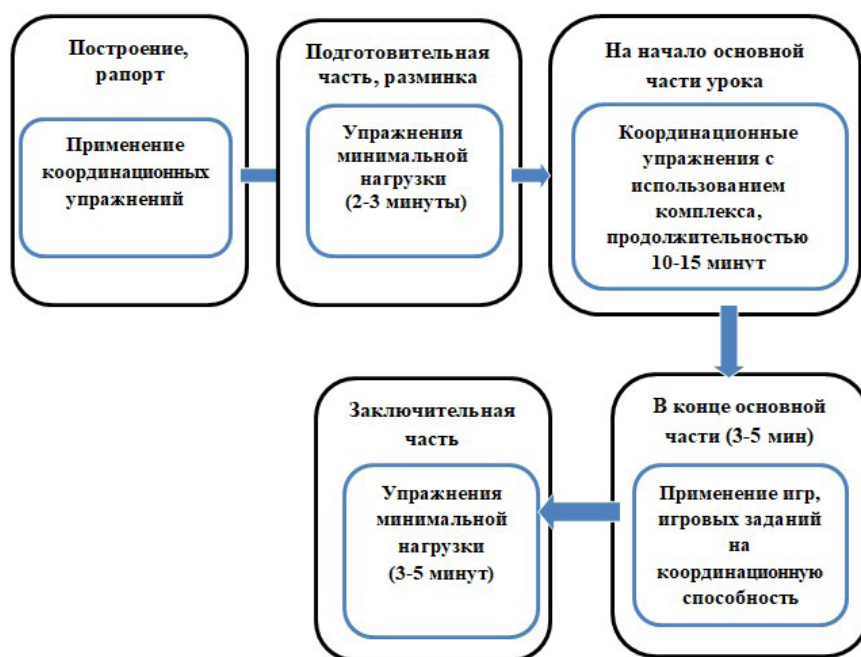 Построение,
рапорт
Применение
координационных
упражнений
Подготовительная
часть, разминка
Упражнения
минимальной
нагрузки
(2-3 минуты)
На начало основной
части урока
Координационные
упражнения с
использованием
комплекса,
продолжительностью
10-15 минут
В конце основной
части (3-5 мин)
Применение игр,
игровых заданий
на
координационную
способность
Заключительная
часть
Упражнения
минимальной
нагрузки
(3-5 минут)